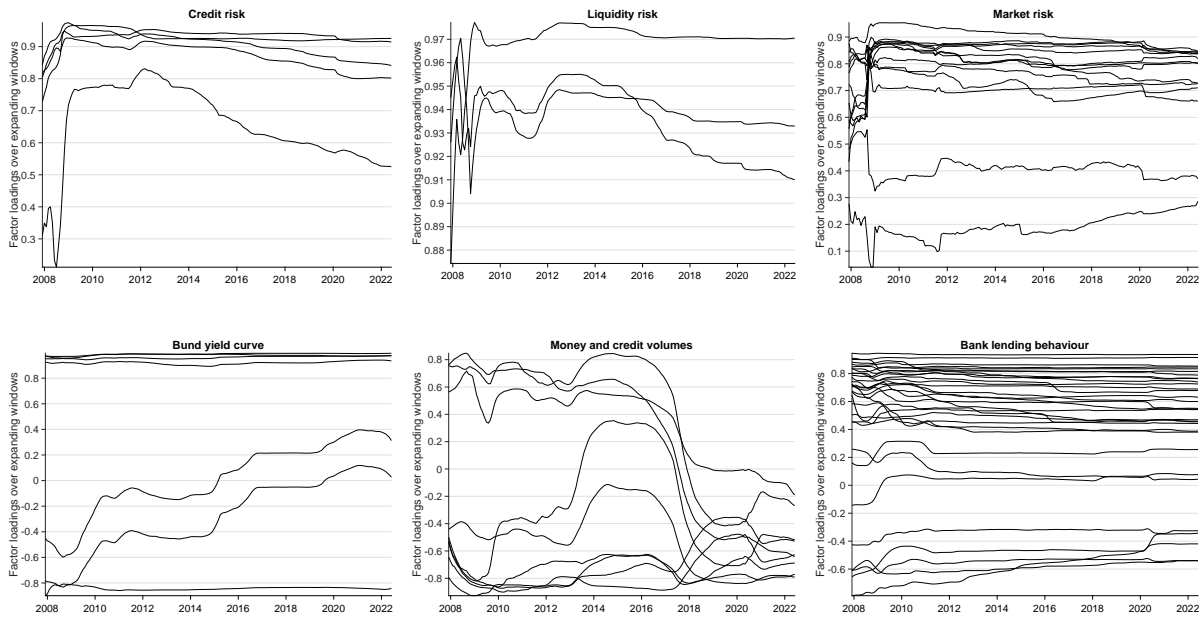 Credit risk
Factor loadings over expanding windows
0.9
0.8
0.7
0.6
0.5
0.4
0.3
2008 2010 2012 2014 2016 2018 2020 2022
Liquidity risk
Factor loadings over expanding windows
0.97
0.96
0.95
0.94
0.93
0.92
0.91
0.9
0.89
0.88
2008 2010 2012 2014 2016 2018 2020 2022
Market risk
Factor loadings over expanding windows
0.9
0.8
0.7
0.6
0.5
0.4
0.3
0.2
0.1
2008 2010 2012 2014 2016 2018 2020 2022
Bund yield curve
Factor loadings over expanding windows
0.8
0.6
0.4
0.2
0
-0.2
-0.4
-0.6
-0.8
2008 2010 2012 2014 2016 2018 2020 2022
Money and credit volumes
Factor loadings over expanding windows
0.8
0.6
0.4
0.2
0
-0.2
-0.4
-0.6
-0.8
2008 2010 2012 2014 2016 2018 2020 2022
Bank lending behaviour
Factor loadings over expanding windows
0.8
0.6
0.4
0.2
0
-0.2
-0.4
-0.6
2008 2010 2012 2014 2016 2018 2020 2022